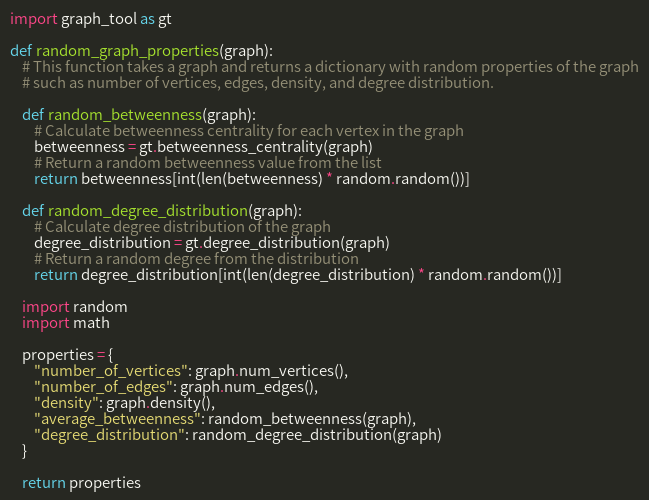 import graph_tool as gt
def random_graph_properties(graph):
# This function takes a graph and returns a dictionary with random properties of the graph
# such as number of vertices, edges, density, and degree distribution.
def random_betweenness(graph):
# Calculate betweenness centrality for each vertex in the graph
betweenness = gt.betweenness_centrality(graph)
# Return a random betweenness value from the list
return betweenness[int(len(betweenness) * random.random())]
def random_degree_distribution(graph):
# Calculate degree distribution of the graph
degree_distribution = gt.degree_distribution(graph)
# Return a random degree from the distribution
return degree_distribution[int(len(degree_distribution) * random.random())]
import random
import math
properties = {
"number_of_vertices": graph.num_vertices(),
"number_of_edges": graph.num_edges(),
"density": graph.density(),
"average_betweenness": random_betweenness(graph),
"degree_distribution": random_degree_distribution(graph)
}
return properties